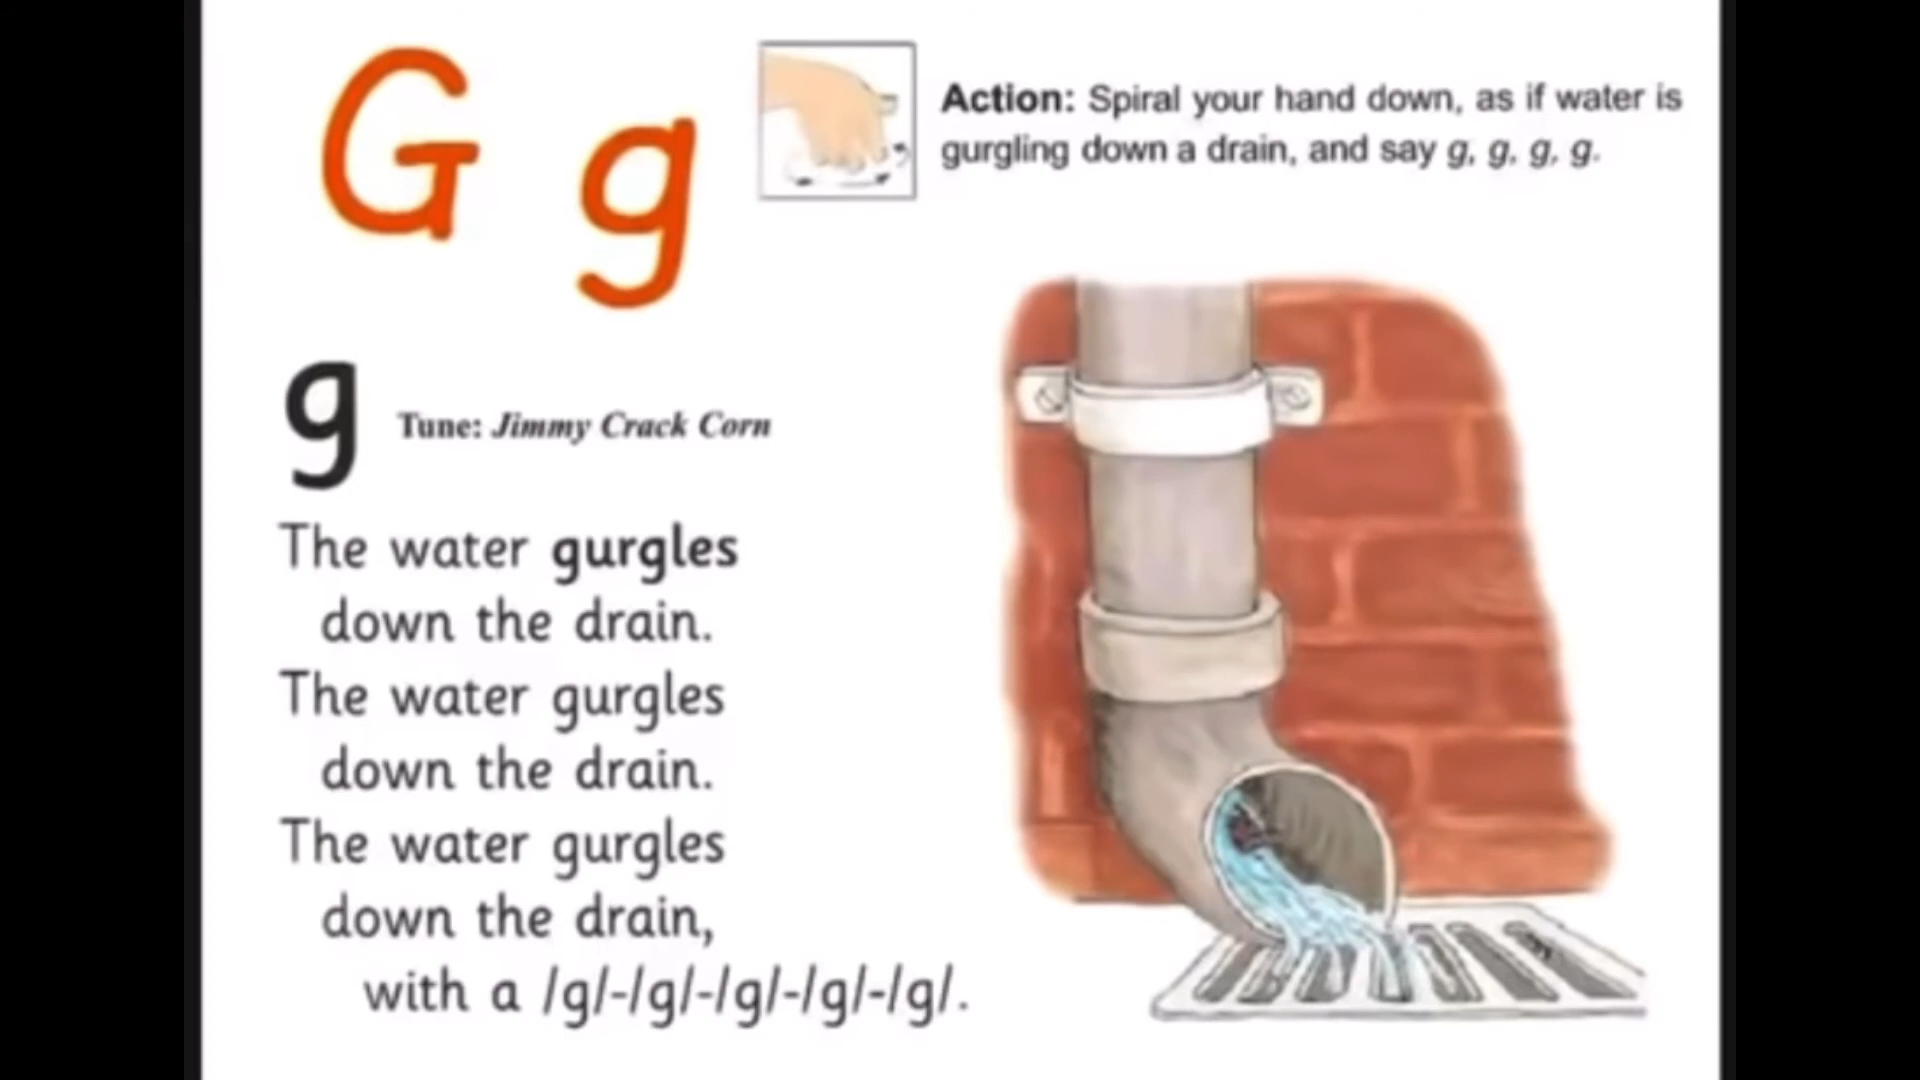 G g
Action: Spiral your hand down, as if water is
gurgling down a drain, and say g, g, g, g.
g
Tune: Jimmy Crack Corn
The water gurgles
down the drain.
The water gurgles
down the drain.
The water gurgles
down the drain,
with a /g/-/g/-/g/-/g/-/g/.